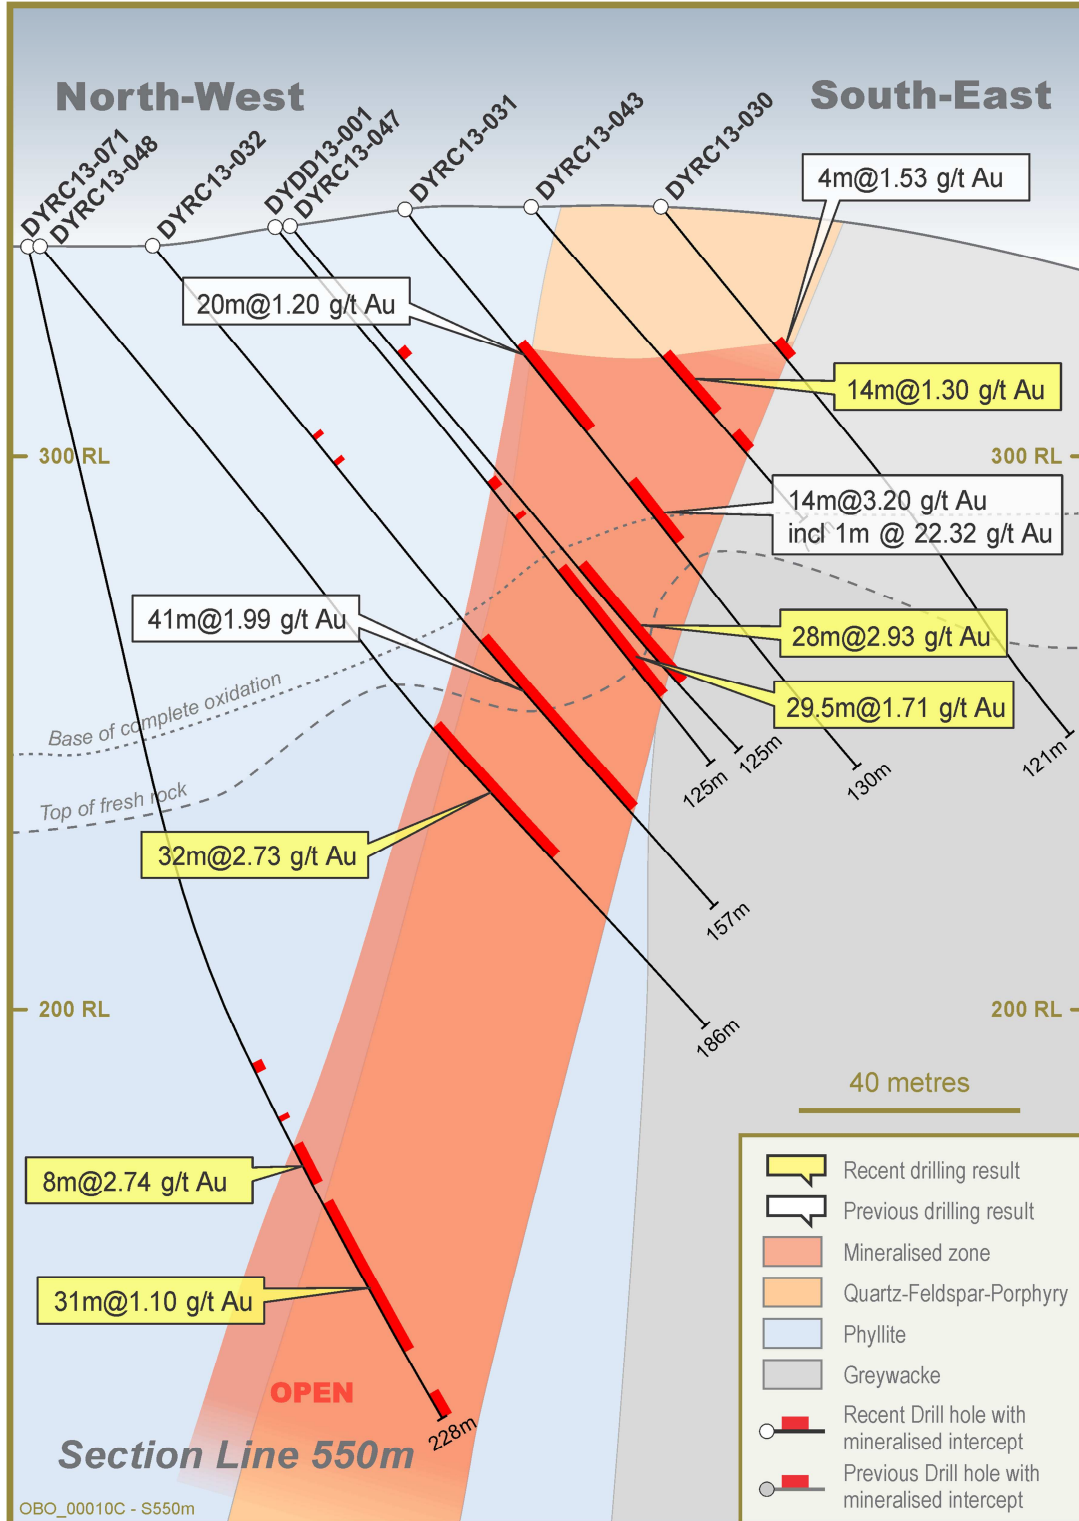 North-West
South-East
DYRC13-071
DYRC13-048
DYRC13-032
DYDD13-001
DYRC13-047
DYRC13-031
DYRC13-043
DYRC13-030
4m@1.53 g/t Au
20m@1.20 g/t Au
14m@1.30 g/t Au
300 RL
300 RL
14m@3.20 g/t Au
incl 1m @ 22.32 g/t Au
41m@1.99 g/t Au
28m@2.93 g/t Au
29.5m@1.71 g/t Au
Base of complete oxidation
Top of fresh rock
125m
125m
130m
121m
32m@2.73 g/t Au
157m
186m
200 RL
200 RL
40 metres
8m@2.74 g/t Au
31m@1.10 g/t Au
OPEN
228m
Section Line 550m
OBO_00010C - S550m
Recent drilling result
Previous drilling result
Mineralised zone
Quartz-Feldspar-Porphyry
Phyllite
Greywacke
Recent Drill hole with
mineralised intercept
Previous Drill hole with
mineralised intercept